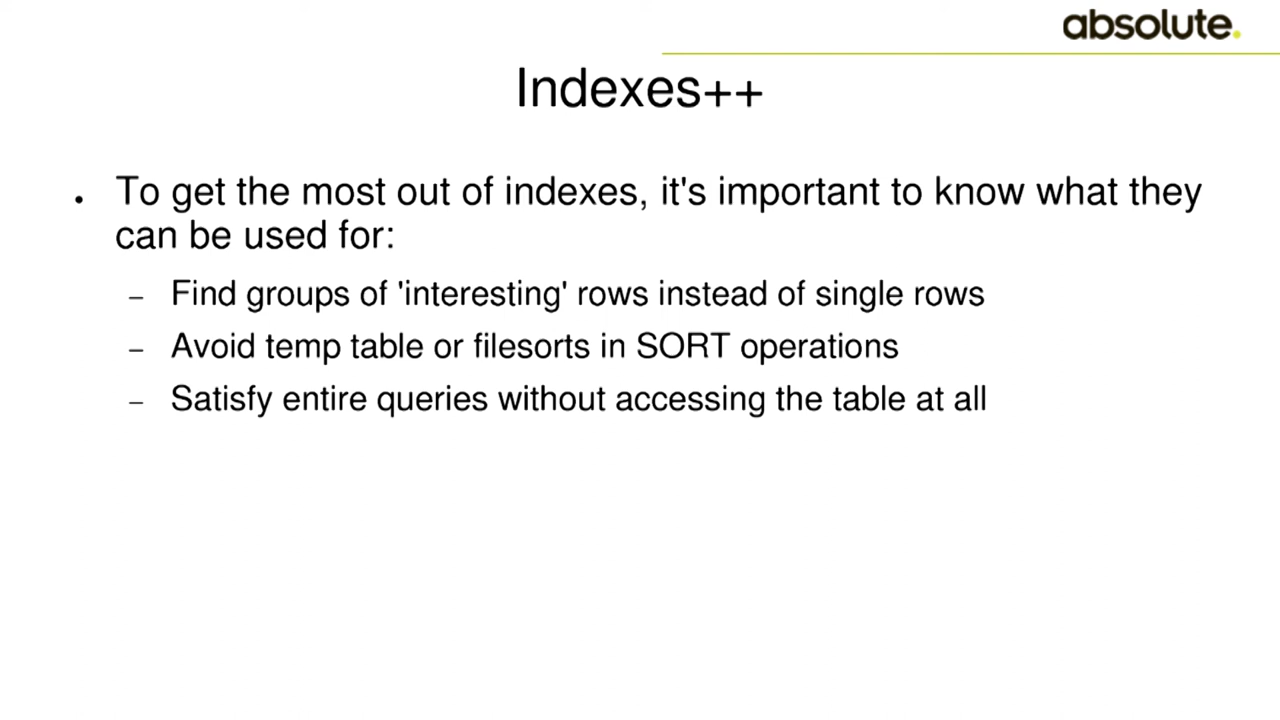 absolute.
Indexes++
• To get the most out of indexes, it's important to know what they
can be used for:
– Find groups of 'interesting' rows instead of single rows
– Avoid temp table or filesorts in SORT operations
– Satisfy entire queries without accessing the table at all